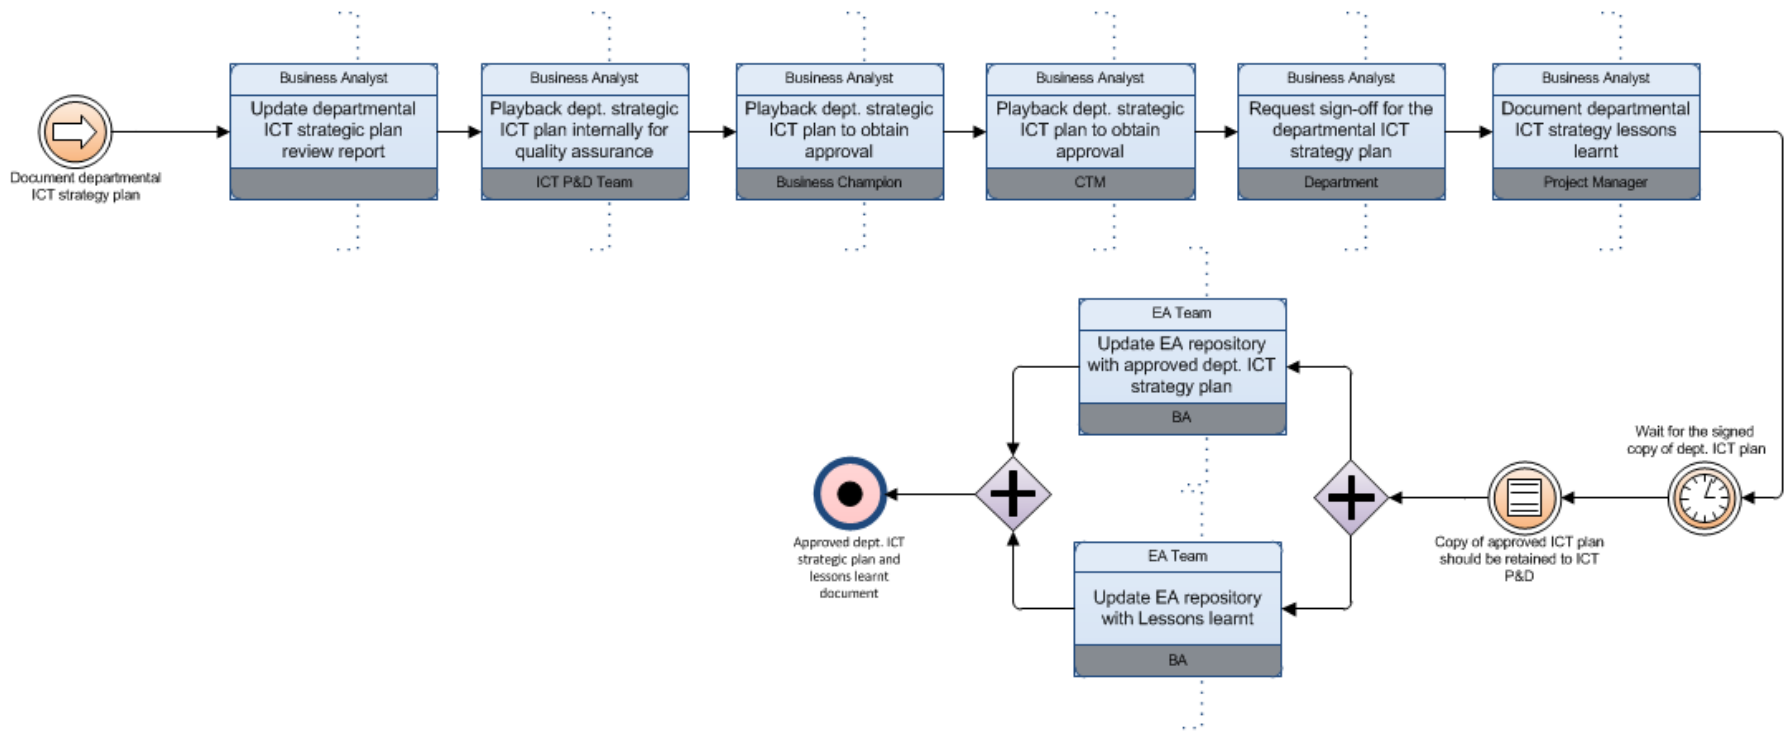 Document departmental
ICT strategy plan
Business Analyst
Update departmental
ICT strategic plan
review report
Business Analyst
Playback dept. strategic
ICT plan internally for
quality assurance
ICT P&D Team
Business Analyst
Playback dept. strategic
ICT plan to obtain
approval
Business Champion
Business Analyst
Playback dept. strategic
ICT plan to obtain
approval
CTM
Business Analyst
Request sign-off for the
departmental ICT
strategy plan
Department
Business Analyst
Document departmental
ICT strategy lessons
learnt
Project Manager
Wait for the signed
copy of dept. ICT plan
Copy of approved ICT plan
should be retained to ICT
P&D
EA Team
Update EA repository
with approved dept. ICT
strategy plan
BA
EA Team
Update EA repository
with Lessons learnt
BA
Approved dept. ICT
strategic plan and
lessons learnt
document